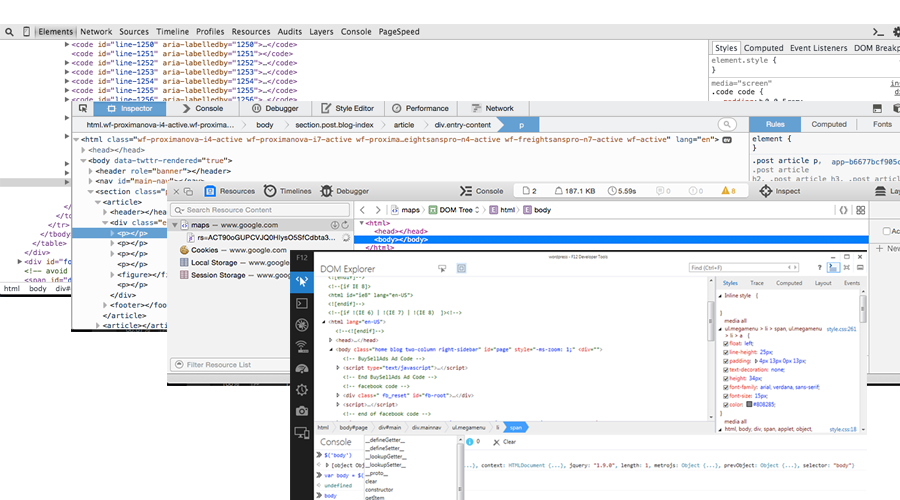 Elements Network Sources Timeline Profiles Resources Audits Layers Console PageSpeed
<code id="line-1250" aria-labelledby="1250">…</code>
<code id="line-1251" aria-labelledby="1251"></code>
<code id="line-1252" aria-labelledby="1252">…</code>
<code id="line-1253" aria-labelledby="1253">…</code>
<code id="line-1254" aria-labelledby="1254">…</code>
<code id="line-1255" aria-labelledby="1255">…</code>
<code id="line-1256" aria-labelledby="1256">…</code>
Styles Computed Event Listeners DOM Breakp
element.style {
}
media="screen"
.code code {
</tr>
</table>
</div>
<div id="fo
<!-- avoid
<span id="d
html body div#
Inspector Console Debugger Style Editor Performance Network
html.wf-proximanova-i4-active.wf-proxima… body section.post.blog-index article div.entry-content p
<html class="wf-proximanova-i4-active wf-proximanova-i7-active wf-proxima…eightsanspro-n4-active wf-freightsanspro-n7-active wf-active" lang="en"> ev
<head></head>
<body data-twttr-rendered="true">
<header role="banner"></header>
<nav id="main-nav"></nav>
<section class="p
<article>
<header></hea
<div class="e
<p></p>
<p></p>
<p></p>
<p></p>
<figure></fi
<p></p>
</div>
<footer></foo
</article>
<article></arti
Rules Computed Fonts
element {
}
.post article p, app-b6677bcf905c
h2, .post article h3, .post
Resources Timelines Debugger Console 2 187.1 KB 5.59s 0 0 8 Inspect Lay
Search Resource Content
maps — www.google.com
rs=ACT90oGUPCVJQ0HIysO5SfCdbta3…
Cookies — www.google.com
Local Storage — www.google.com
Session Storage — www.google.com
Filter Resource List
maps DOM Tree html body
<html>
<head></head>
<body></body>
</html>
+ New
F12
wordpress - F12 Developer Tools
DOM Explorer
Find (Ctrl+F)
<![endif]-->
<!--[if IE 8]>
<html id="ie8" lang="en-US">
<![endif]-->
<!--[if !(IE 6) | !(IE 7) | !(IE 8) ]><!-->
<html lang="en-US">
<!--<![endif]-->
<head>…</head>
<body class="home blog two-column right-sidebar" id="page" style="-ms-zoom: 1;" <div="">
<!-- BuySellAds Ad Code -->
<script type="text/javascript">…</script>
<!-- End BuySellAds Ad Code -->
<!-- facebook code -->
<div class=" fb_reset" id="fb-root">…</div>
<script>…</script>
<!-- end of facebook code -->
html body#page div#main div.mainnav ul.megamenu li span
Styles Trace Computed Layout Events
Inline style {
}
media all
ul.megamenu > li > span, ul.megamenu > style.css:261
li > a {
float: left
line-height: 25px;
padding: 4px 13px 0px 13px;
text-decoration: none;
height: 34px;
font-family: arial, verdana, sans-serif;
font-size: 15px;
color: #808285;
}
media all
html, body, div, span, applet, object, style.css:18
Console
0 Clear
$('body')
[object Obj
var body = $(
undefined
body
__defineGetter__
__defineSetter__
__lookupGetter__
__lookupSetter__
__proto__
clear
constructor
getItem
...), context: HTMLDocument {...}, jquery: "1.9.0", length: 1, metrojs: Object {...}, prevObject: Object {...}, selector: "body"}